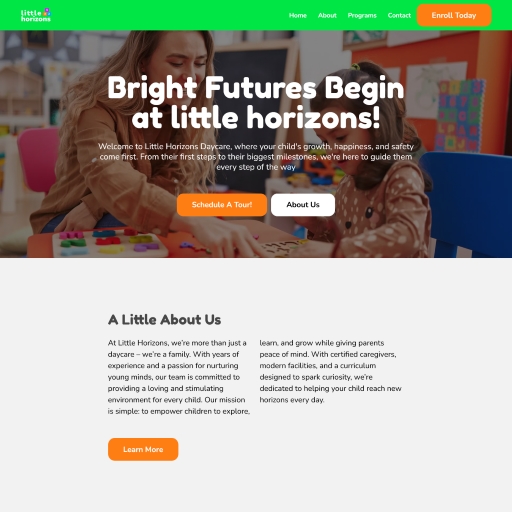 little
horizons
Home About Programs Contact Enroll Today
Bright Futures Begin
at little horizons!
Welcome to Little Horizons Daycare, where your child's growth, happiness, and safety
come first. From their first steps to their biggest milestones, we're here to guide them
every step of the way
Schedule A Tour! About Us
A Little About Us
At Little Horizons, we're more than just a
daycare – we're a family. With years of
experience and a passion for nurturing
young minds, our team is committed to
providing a loving and stimulating
environment for every child. Our mission
is simple: to empower children to explore,
learn, and grow while giving parents
peace of mind. With certified caregivers,
modern facilities, and a curriculum
designed to spark curiosity, we're
dedicated to helping your child reach new
horizons every day.
Learn More